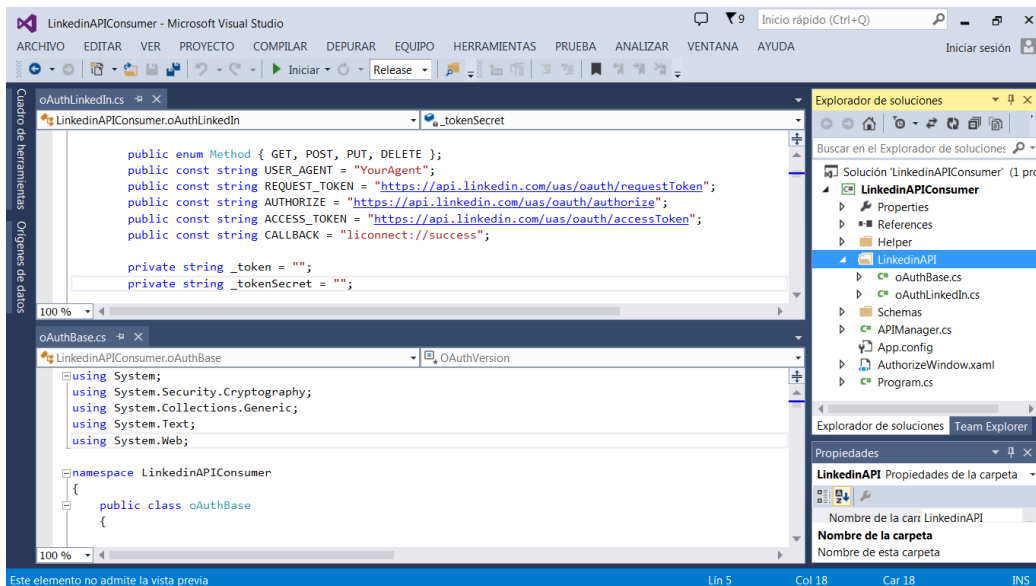 LinkedinAPIConsumer - Microsoft Visual Studio
9
Inicio rápido (Ctrl+Q)
ARCHIVO EDITAR VER PROYECTO COMPILAR DEPURAR EQUIPO HERRAMIENTAS PRUEBA ANALIZAR VENTANA AYUDA
Iniciar sesión
Iniciar Release
Cuadro de herramientas
Orígenes de datos
oAuthLinkedIn.cs
LinkedinAPIConsumer.oAuthLinkedIn
_tokenSecret
public enum Method { GET, POST, PUT, DELETE };
public const string USER_AGENT = "YourAgent";
public const string REQUEST_TOKEN = "https://api.linkedin.com/uas/oauth/requestToken";
public const string AUTHORIZE = "https://api.linkedin.com/uas/oauth/authorize";
public const string ACCESS_TOKEN = "https://api.linkedin.com/uas/oauth/accessToken";
public const string CALLBACK = "liconnect://success";
private string _token = "";
private string _tokenSecret = "";
100 %
oAuthBase.cs
LinkedinAPIConsumer.oAuthBase
OAuthVersion
using System;
using System.Security.Cryptography;
using System.Collections.Generic;
using System.Text;
using System.Web;
namespace LinkedinAPIConsumer
{
public class oAuthBase
{
100 %
Explorador de soluciones
Buscar en el Explorador de soluciones
Solución 'LinkedinAPIConsumer' (1 pro
LinkedinAPIConsumer
Properties
References
Helper
LinkedinAPI
oAuthBase.cs
oAuthLinkedIn.cs
Schemas
APIManager.cs
App.config
AuthorizeWindow.xaml
Program.cs
Explorador de soluciones Team Explorer
Propiedades
LinkedinAPI Propiedades de la carpeta
Nombre de la carp LinkedinAPI
Nombre de la carpeta
Nombre de esta carpeta
Este elemento no admite la vista previa
Lín 5 Col 18 Car 18 INS